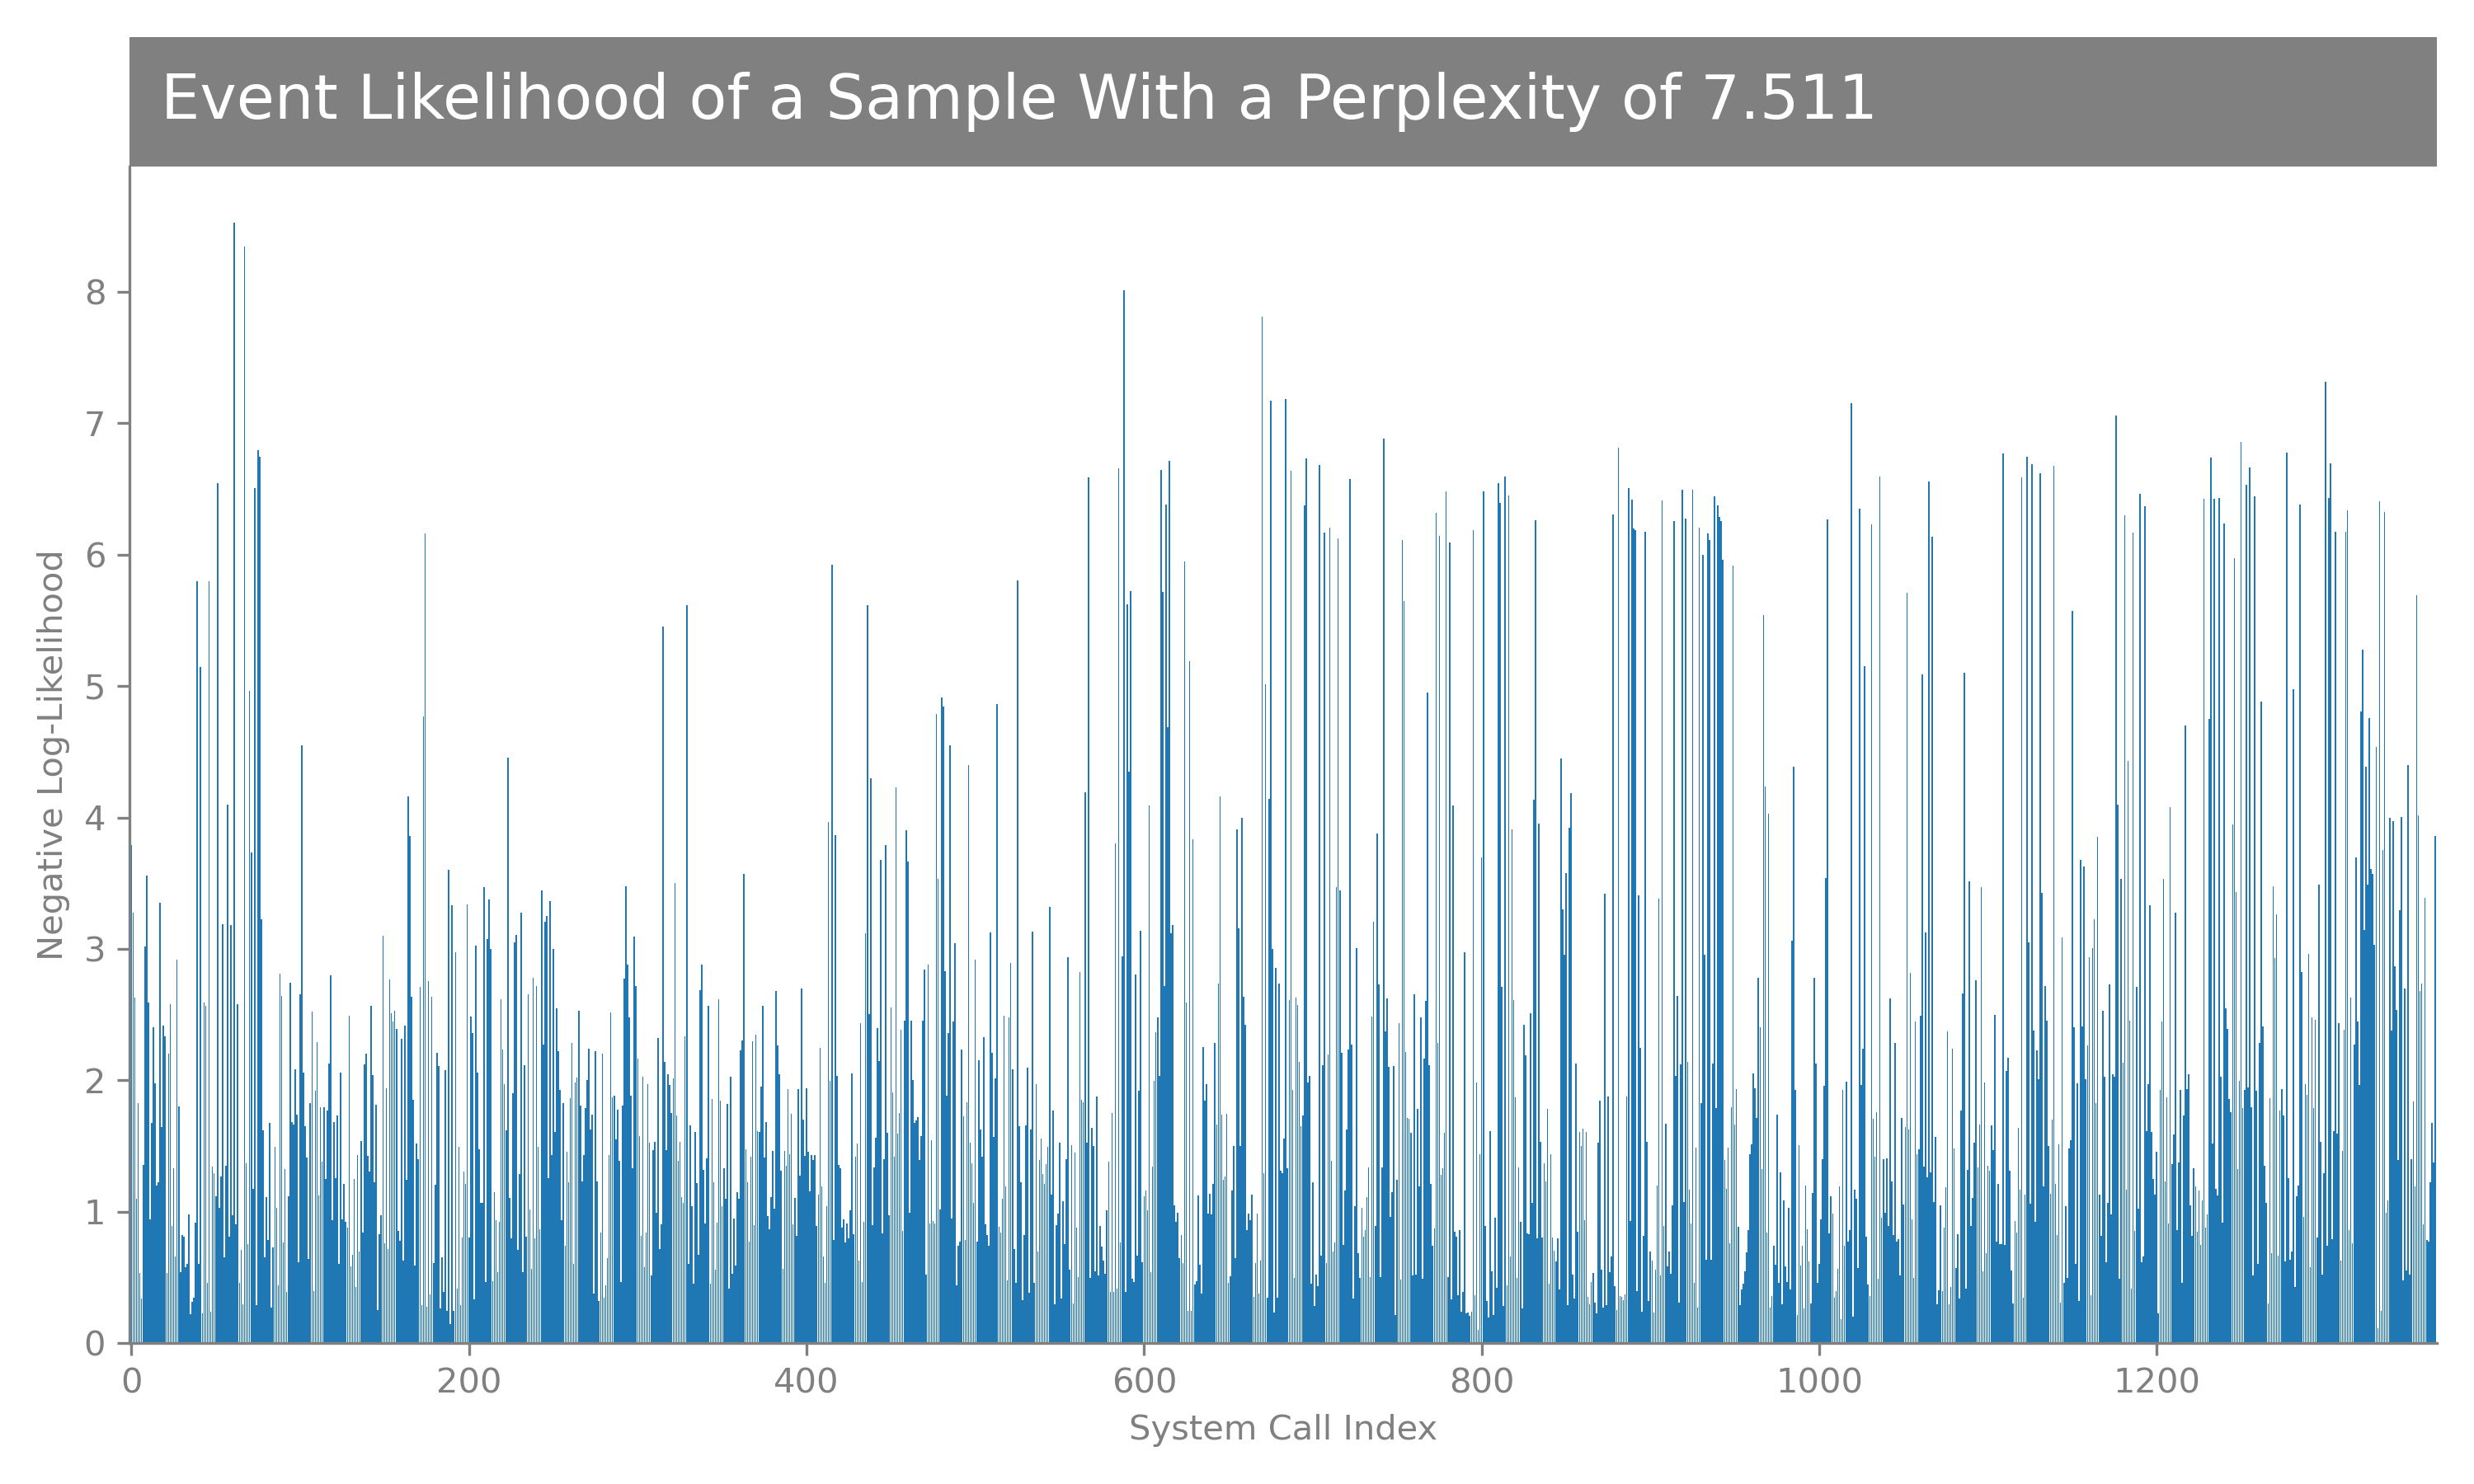 Event Likelihood of a Sample With a Perplexity of 7.511
8
7
6
5
4
3
2
1
0
Negative Log-Likelihood
0 200 400 600 800 1000 1200
System Call Index